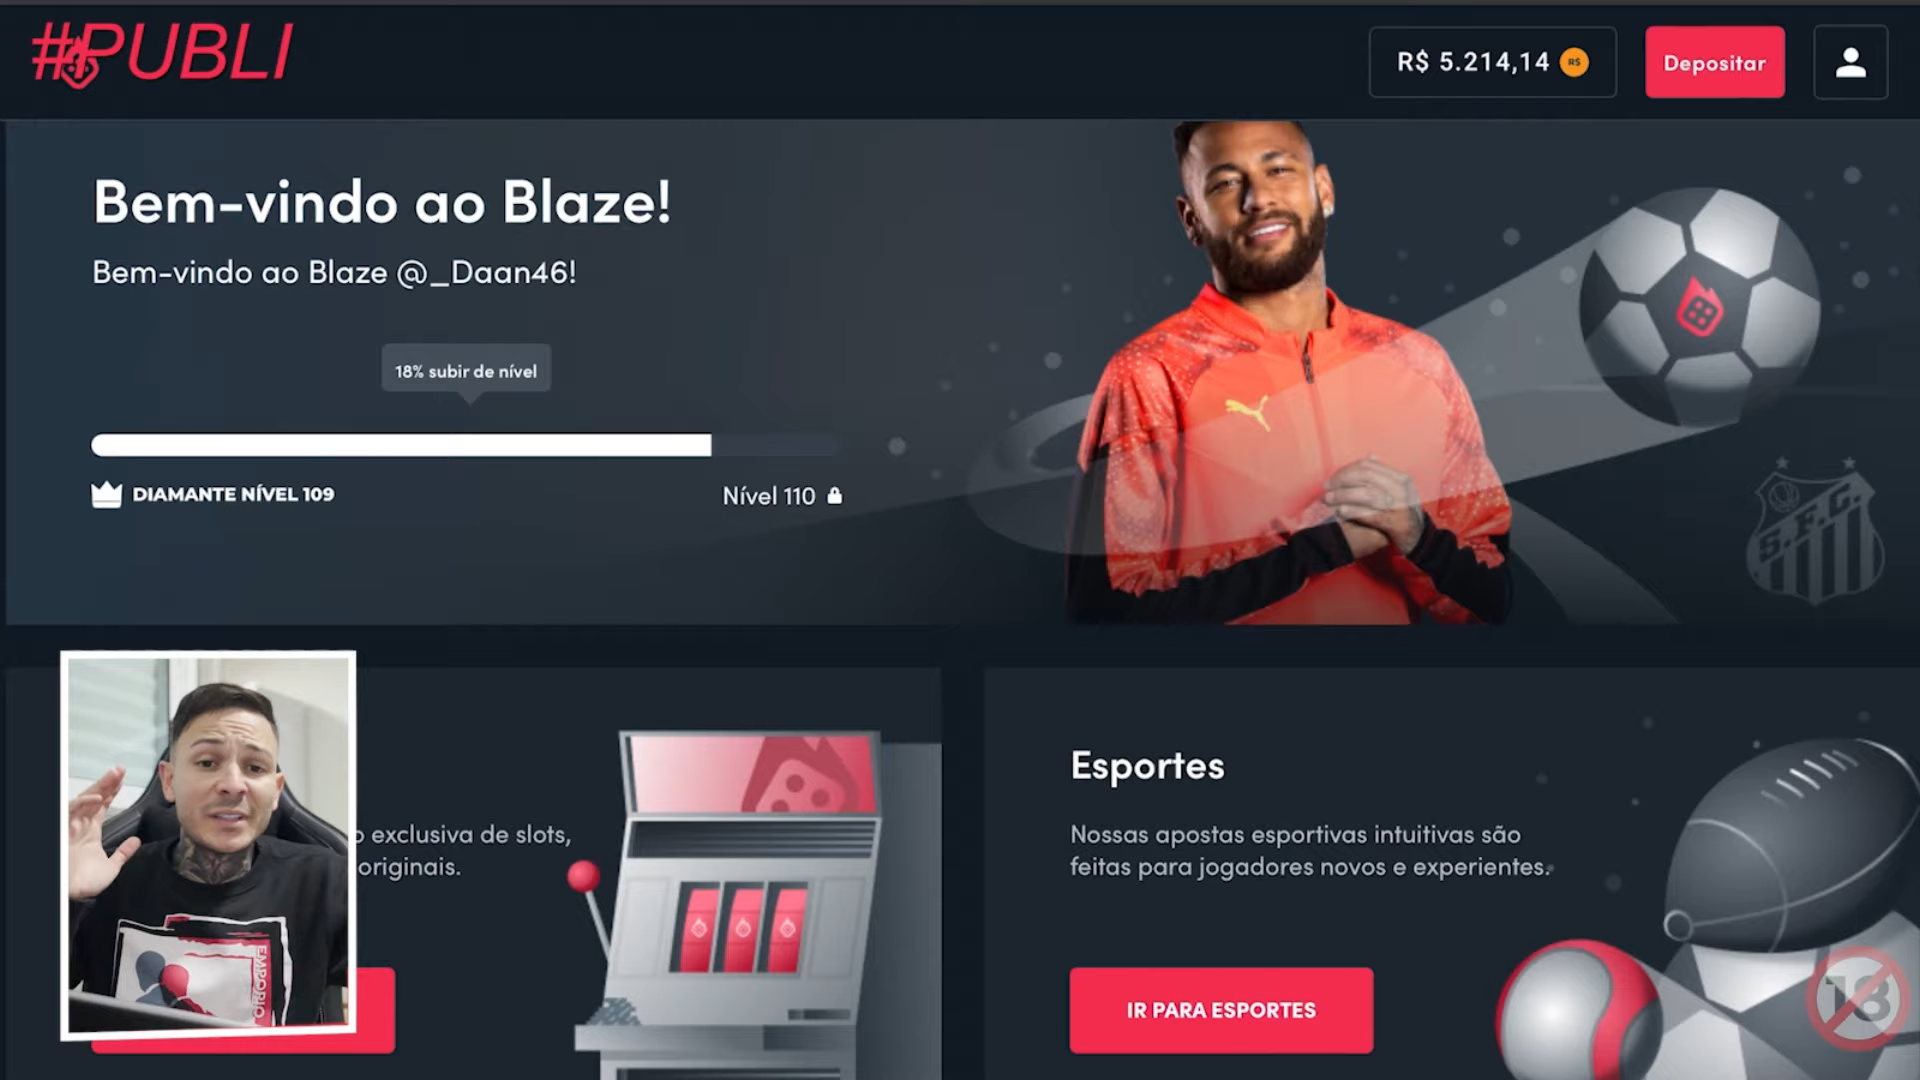 #PUBLI
R$ 5.214,14 R$
Depositar
Bem-vindo ao Blaze!
Bem-vindo ao Blaze @_Daan46!
18% subir de nível
DIAMANTE NÍVEL 109
Nível 110
S.F.C.
exclusiva de slots,
originais.
EMPORIO
Esportes
Nossas apostas esportivas intuitivas são
feitas para jogadores novos e experientes.
IR PARA ESPORTES
18